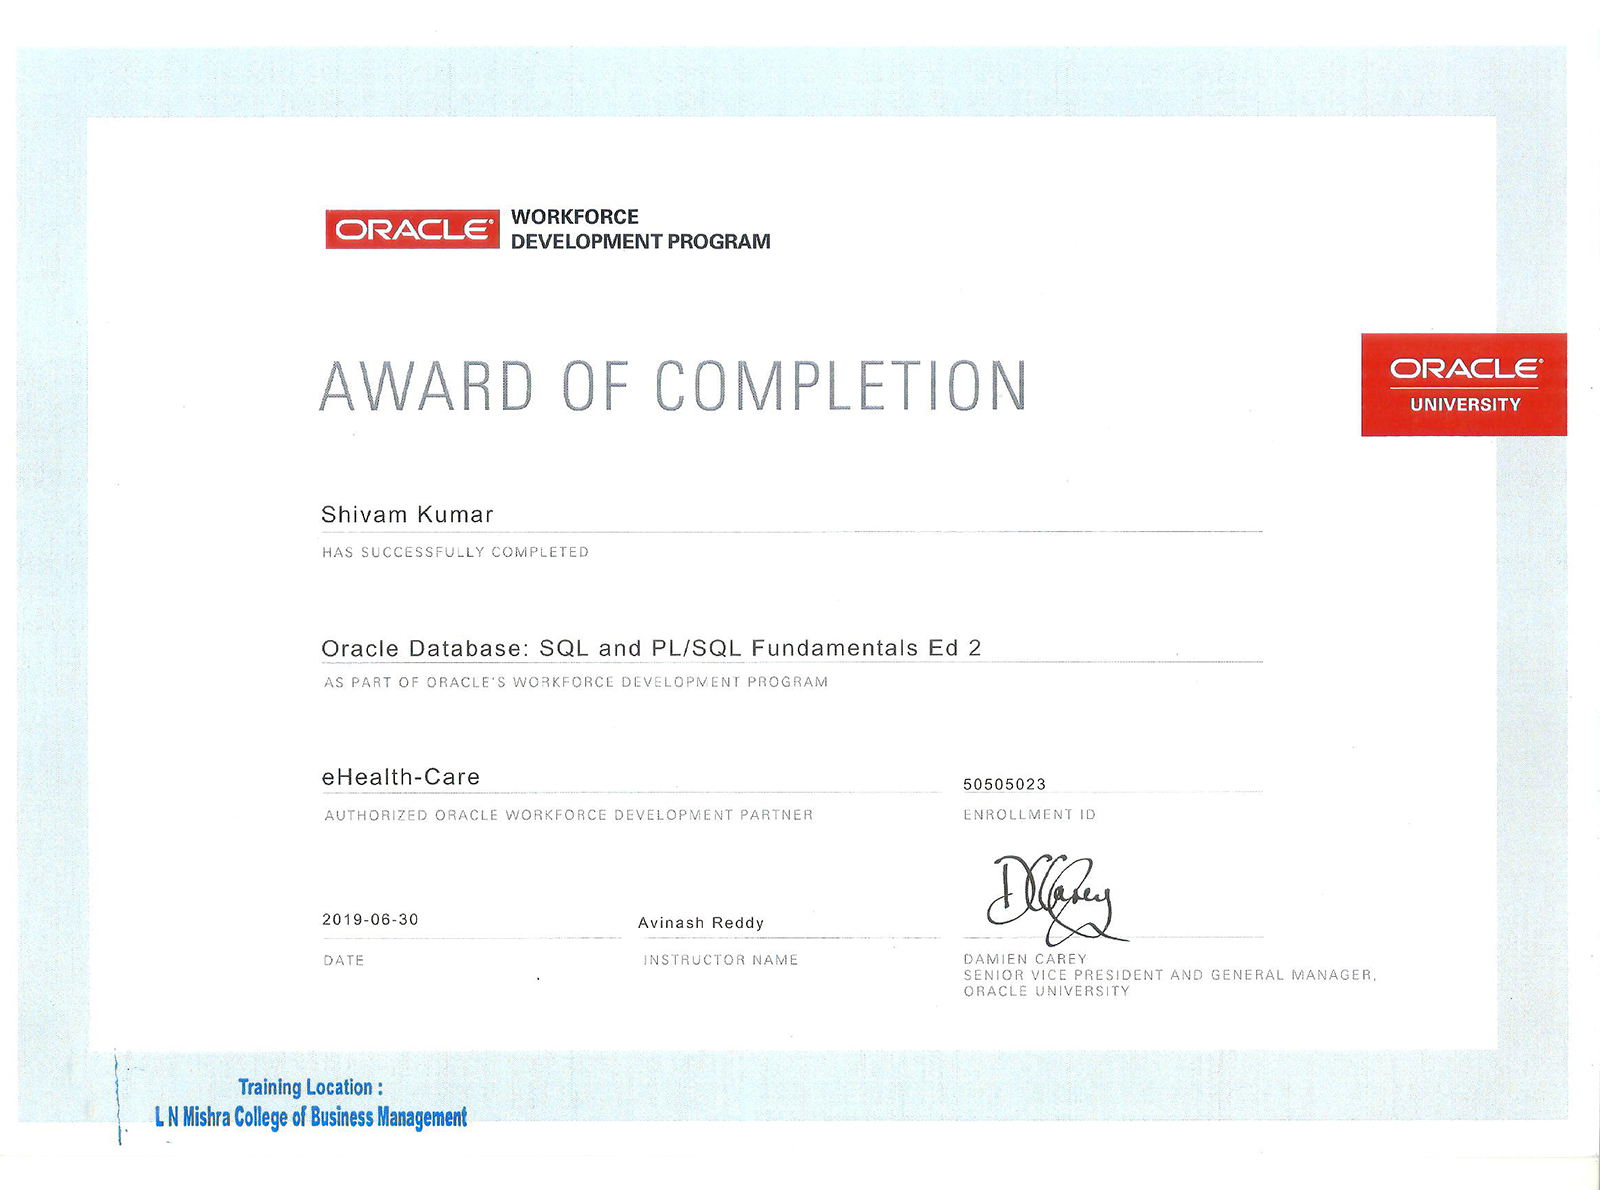 ORACLE WORKFORCE
DEVELOPMENT PROGRAM
AWARD OF COMPLETION
ORACLE
UNIVERSITY
Shivam Kumar
HAS SUCCESSFULLY COMPLETED
Oracle Database: SQL and PL/SQL Fundamentals Ed 2
AS PART OF ORACLE'S WORKFORCE DEVELOPMENT PROGRAM
eHealth-Care
50505023
AUTHORIZED ORACLE WORKFORCE DEVELOPMENT PARTNER
ENROLLMENT ID
DCarey
2019-06-30
Avinash Reddy
DATE
INSTRUCTOR NAME
DAMIEN CAREY
SENIOR VICE PRESIDENT AND GENERAL MANAGER,
ORACLE UNIVERSITY
Training Location :
L N Mishra College of Business Management